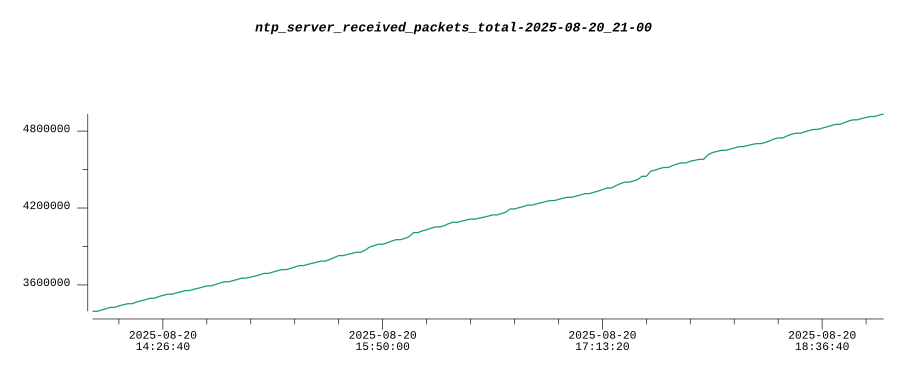 ntp_server_received_packets_total-2025-08-20_21-00
4800000
4200000
3600000
2025-08-20 2025-08-20 2025-08-20 2025-08-20
14:26:40 15:50:00 17:13:20 18:36:40